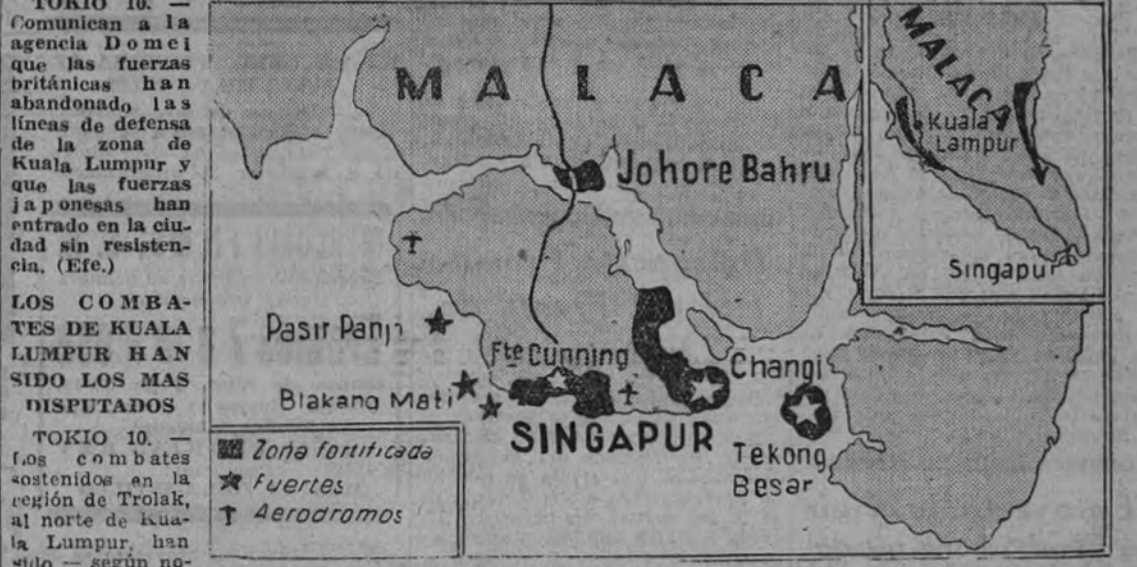 TOKIO 10. —
Comunican a la
agencia Domei
que las fuerzas
británicas han
abandonado las
líneas de defensa
de la zona de
Kuala Lumpur y
que las fuerzas
japonesas han
entrado en la ciu-
dad sin resisten-
cia. (Efe.)
LOS COMBA-
TES DE KUALA
LUMPUR HAN
SIDO LOS MAS
DISPUTADOS
TOKIO 10. —
Los combates
sostenidos en la
región de Trolak,
al norte de Kua-
la Lumpur, han
sido — según no-
MALACA
Johore Bahru
Pasir Panji
Fte Cunning
Changi
Blakang Mati
SINGAPUR
Tekong
Besar
Zona fortificada
Fuertes
Aerodromos
MALACA
Kuala
Lampur
Singapur